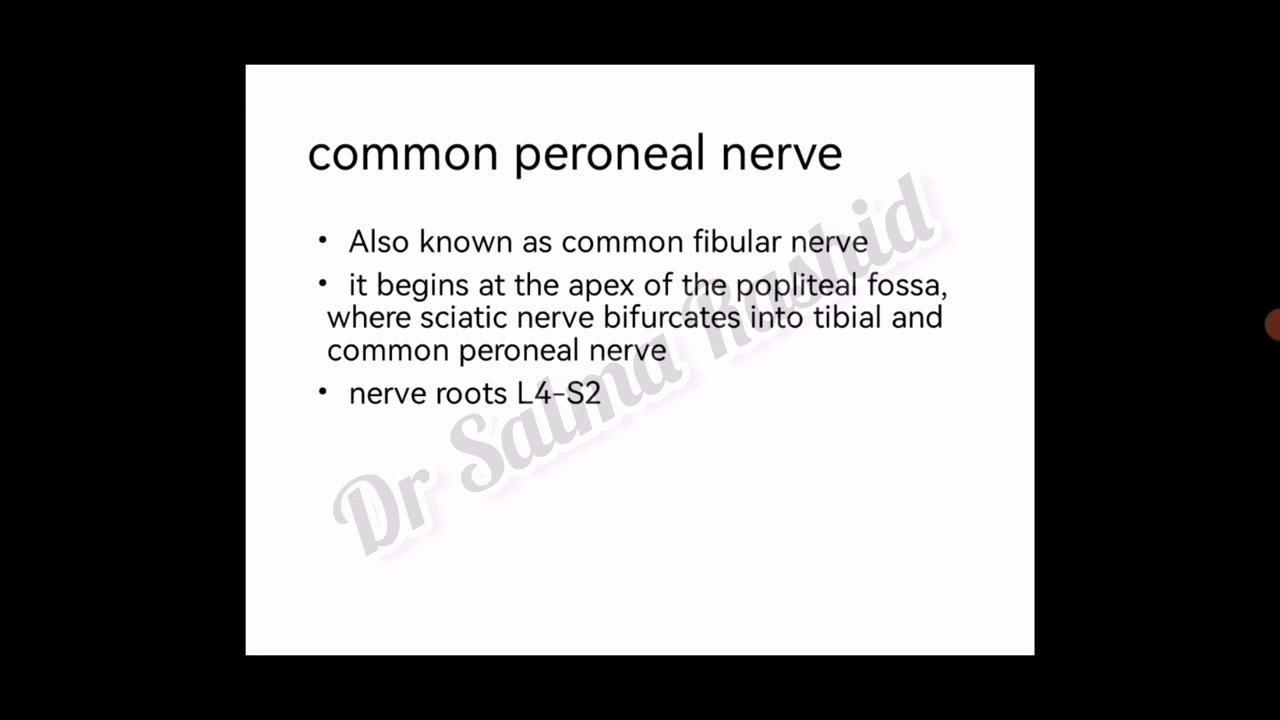 common peroneal nerve
• Also known as common fibular nerve
• it begins at the apex of the popliteal fossa,
where sciatic nerve bifurcates into tibial and
common peroneal nerve
• nerve roots L4-S2
Dr Salma Rashid